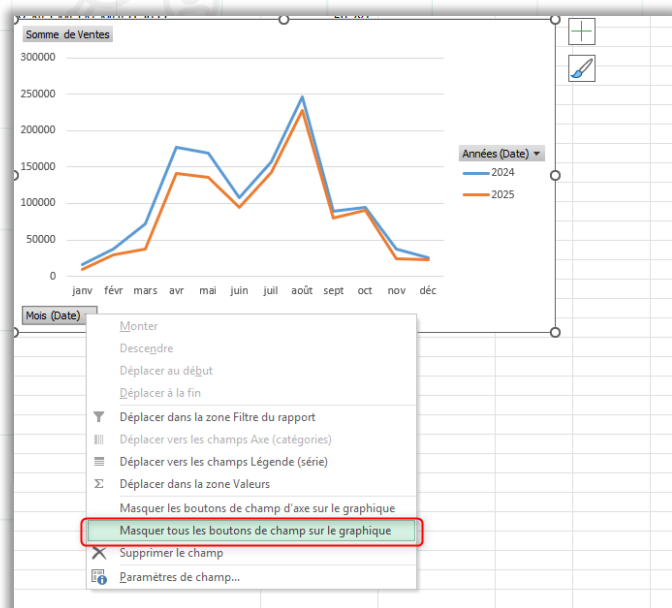 Somme de Ventes
300000
250000
200000
150000
100000
50000
0
janv févr mars avr mai juin juil août sept oct nov déc
Années (Date)
2024
2025
Mois (Date)
Monter
Descendre
Déplacer au début
Déplacer à la fin
Déplacer dans la zone Filtre du rapport
Déplacer vers les champs Axe (catégories)
Déplacer vers les champs Légende (série)
Σ Déplacer dans la zone Valeurs
Masquer les boutons de champ d'axe sur le graphique
Masquer tous les boutons de champ sur le graphique
Supprimer le champ
Paramètres de champ...